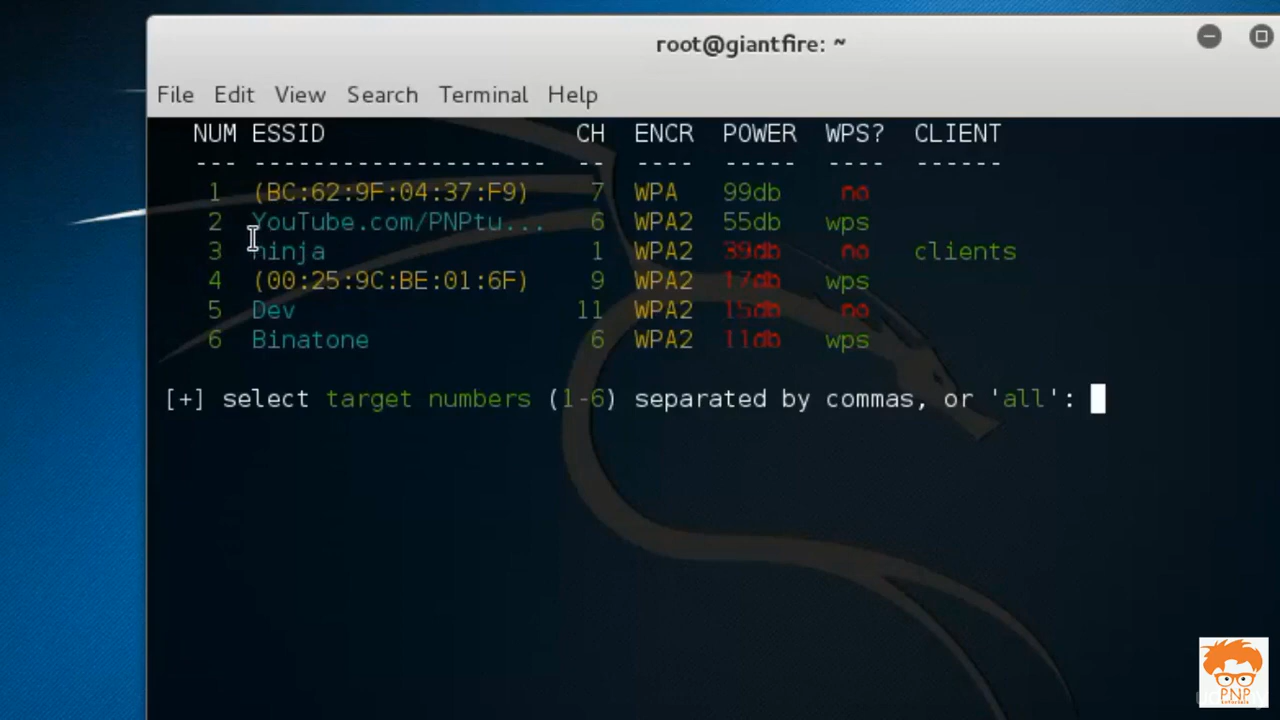 root@giantfire: ~
File Edit View Search Terminal Help
NUM ESSID CH ENCR POWER WPS? CLIENT
--- -------------------- -- ---- ----- ---- ------
1 (BC:62:9F:04:37:F9) 7 WPA 99db no
2 YouTube.com/PNPtu... 6 WPA2 55db wps
3 ninja 1 WPA2 39db no clients
4 (00:25:9C:BE:01:6F) 9 WPA2 17db wps
5 Dev 11 WPA2 15db no
6 Binatone 6 WPA2 11db wps
[+] select target numbers (1-6) separated by commas, or 'all':
PNP
tutorials